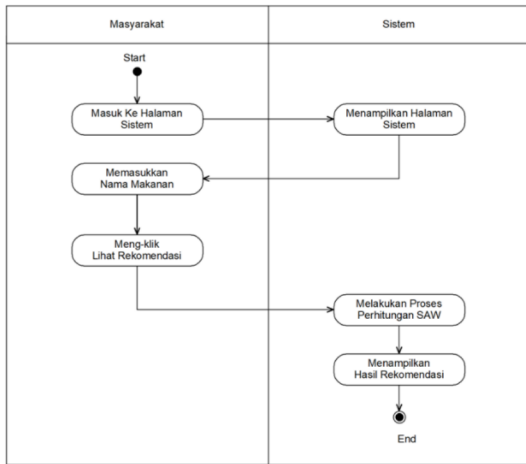 Masyarakat
Sistem
Start
Masuk Ke Halaman
Sistem
Menampilkan Halaman
Sistem
Memasukkan
Nama Makanan
Meng-klik
Lihat Rekomendasi
Melakukan Proses
Perhitungan SAW
Menampilkan
Hasil Rekomendasi
End